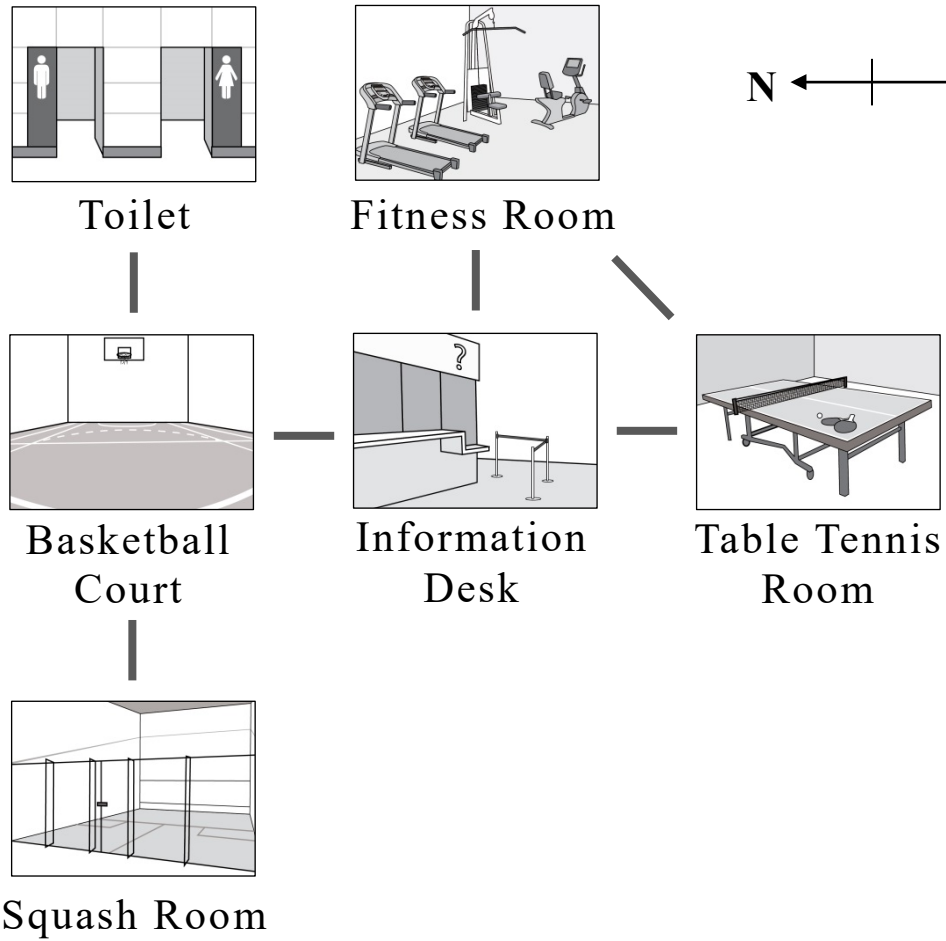 N
Toilet
Fitness Room
?
Basketball
Court
Information
Desk
Table Tennis
Room
Squash Room